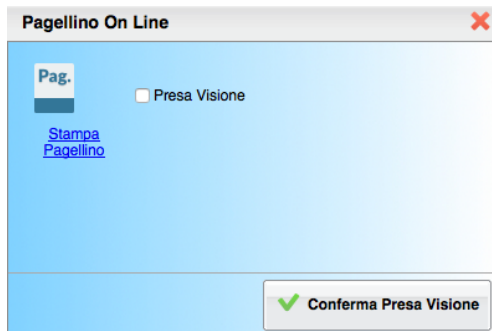 Pagellino On Line
Pag.
Presa Visione
Stampa
Pagellino
Conferma Presa Visione